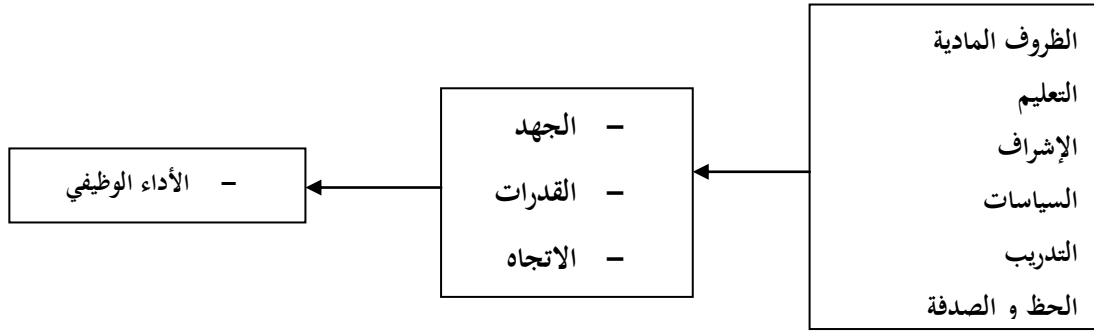 الظروف المادية
التعليم
الإشراف
السياسات
التدريب
الحظ و الصدفة
– الجهد
– القدرات
– الاتجاه
– الأداء الوظيفي